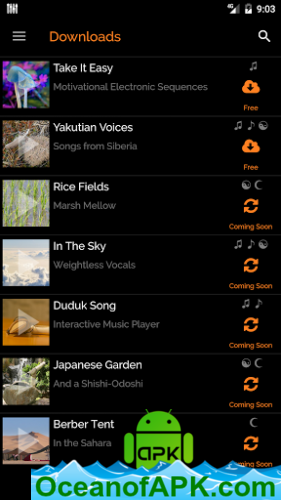 4G 9:03
Downloads
Take It Easy
Motivational Electronic Sequences
Free
Yakutian Voices
Songs from Siberia
Free
Rice Fields
Marsh Mellow
Coming Soon
In The Sky
Weightless Vocals
Coming Soon
Duduk Song
Interactive Music Player
Coming Soon
Japanese Garden
And a Shishi-Odoshi
Coming Soon
Berber Tent
In the Sahara
Coming Soon
APK
OceanofAPK.com